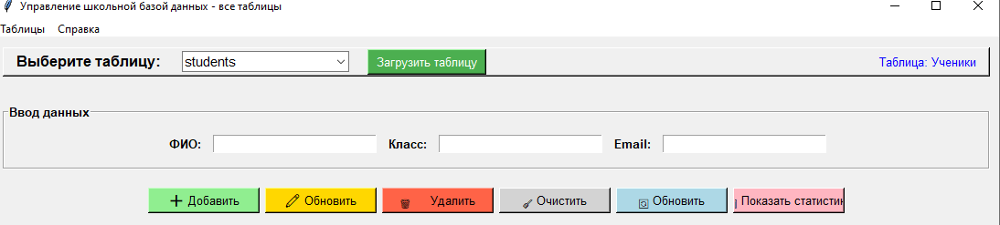 Управление школьной базой данных - все таблицы
Таблицы Справка
Выберите таблицу: students Загрузить таблицу Таблица: Ученики
Ввод данных
ФИО: Класс: Email:
Добавить Обновить Удалить Очистить Обновить Показать статистик